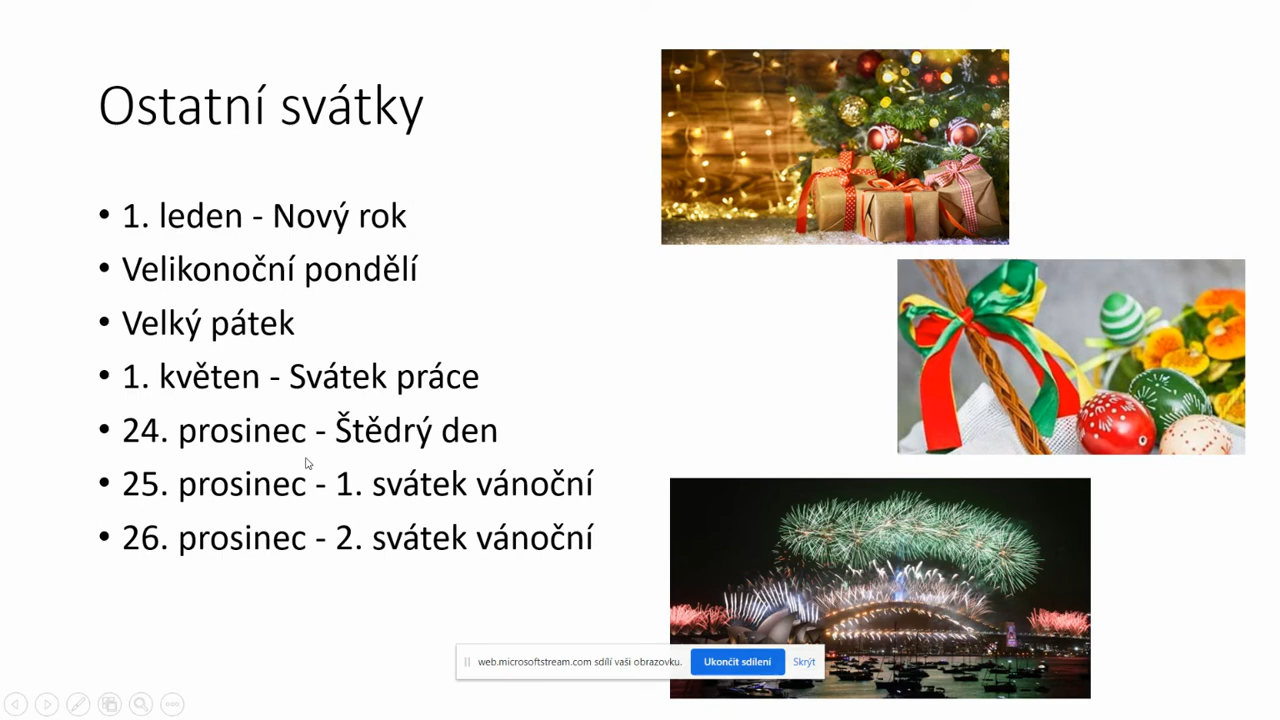 Ostatní svátky
• 1. leden - Nový rok
• Velikonoční pondělí
• Velký pátek
• 1. květen - Svátek práce
• 24. prosinec - Štědrý den
• 25. prosinec - 1. svátek vánoční
• 26. prosinec - 2. svátek vánoční
web.microsoftstream.com sdílí vaši obrazovku. Ukončit sdílení Skrýt